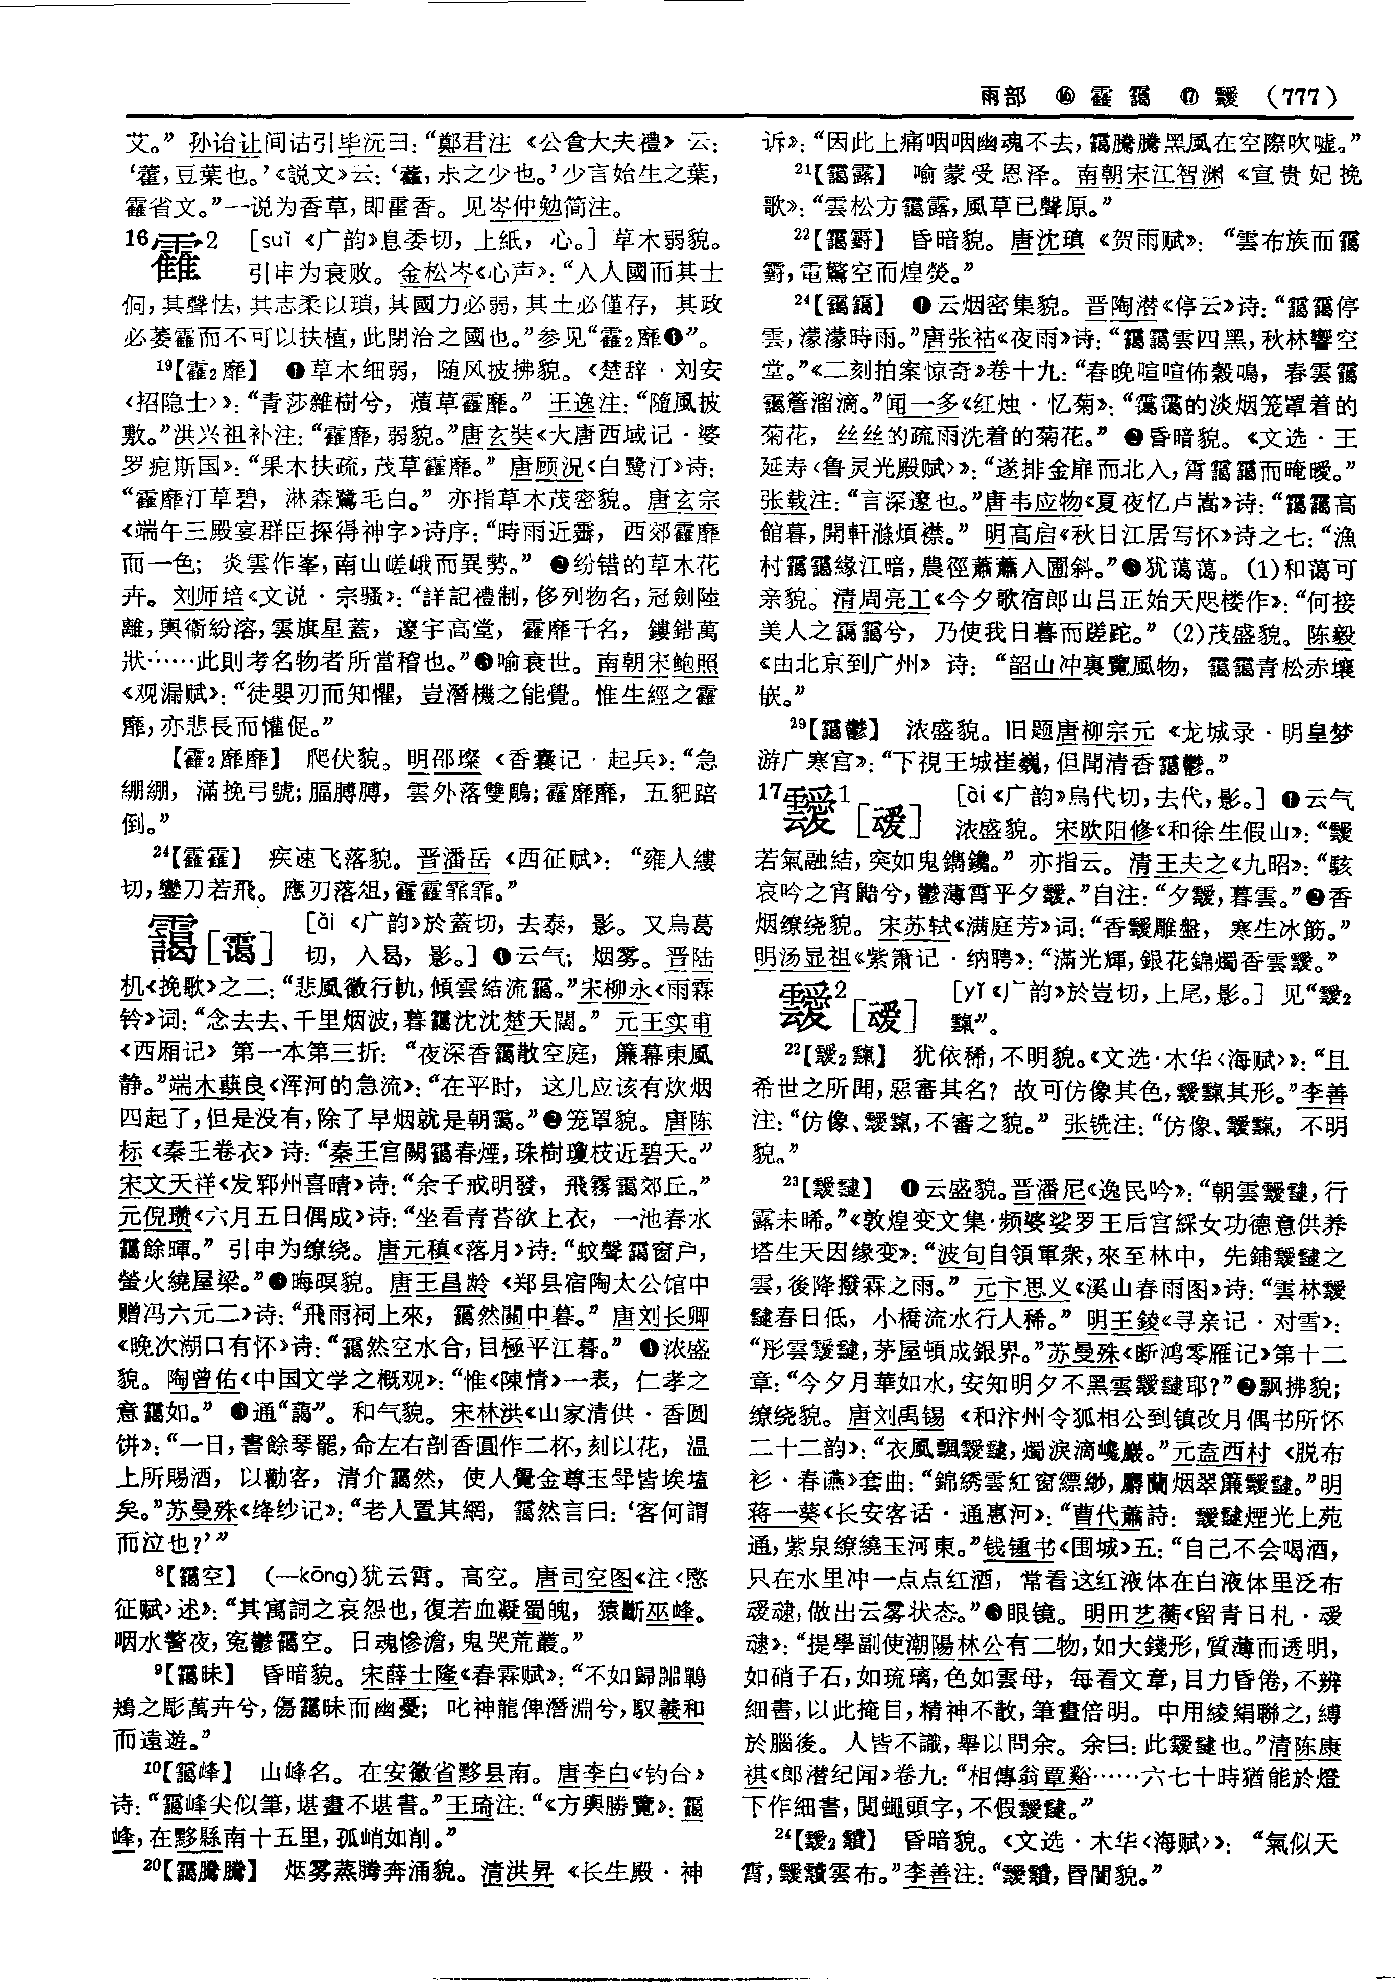 雨部 ⑯ 靃 靄 ⑰ 靉 (777)
艾。”孙诒让间诂引毕沅曰：“鄭君注《公食大夫禮》云：
‘藿，豆葉也。’《説文》云：‘藿，尗之少也。’少言始生之葉，
靃省文。”一说为香草，即藿香。见岑仲勉简注。
16靃2 [suǐ《广韵》息委切，上紙，心。] 草木弱貌。
引申为衰败。金松岑《心声》：“入人國而其士
侗，其聲怯，其志柔以瑣，其國力必弱，其土必僅存，其政
必萎靃而不可以扶植，此閉治之國也。”参见“靃2靡❶”。
19【靃2靡】 ❶草木细弱，随风披拂貌。《楚辞·刘安
〈招隐士〉》：“青莎雜樹兮，薠草靃靡。”王逸注：“隨風披
敷。”洪兴祖补注：“靃靡，弱貌。”唐玄奘《大唐西域记·婆
罗痆斯国》：“果木扶疏，茂草靃靡。”唐顾况《白鹭汀》诗：
“靃靡汀草碧，淋森鷺毛白。”亦指草木茂密貌。唐玄宗
《端午三殿宴群臣探得神字》诗序：“時雨近霽，西郊靃靡
而一色；炎雲作峯，南山嵯峨而異勢。” ❷纷错的草木花
卉。刘师培《文说·宗骚》：“詳記禮制，侈列物名，冠劍陸
離，輿衞紛溶，雲旗星蓋，邃宇高堂，靃靡千名，鏤錯萬
狀……此則考名物者所當稽也。”❸喻衰世。南朝宋鲍照
《观漏赋》：“徒嬰刃而知懼，豈潛機之能覺。惟生經之靃
靡，亦悲長而懽促。”
【靃2靡靡】 爬伏貌。明邵璨《香囊记·起兵》：“急
綳綳，滿挽弓號；腷膊膊，雲外落雙鵰；靃靡靡，五豝踣
倒。”
24【靃靃】 疾速飞落貌。晋潘岳《西征赋》：“雍人縷
切，鑾刀若飛。應刃落俎，靃靃霏霏。”
靄[霭] [ǎi《广韵》於蓋切，去泰，影。又烏葛
切，入曷，影。] ❶云气；烟雾。晋陆
机《挽歌》之二：“悲風徽行軌，傾雲結流靄。”宋柳永《雨霖
铃》词：“念去去、千里烟波，暮靄沈沈楚天闊。”元王实甫
《西厢记》第一本第三折：“夜深香靄散空庭，簾幕東風
静。”端木蕻良《浑河的急流》：“在平时，这儿应该有炊烟
四起了，但是没有，除了早烟就是朝霭。”❷笼罩貌。唐陈
标《秦王卷衣》诗：“秦王宫闕靄春煙，珠樹瓊枝近碧天。”
宋文天祥《发郓州喜晴》诗：“余子戒明發，飛霧靄郊丘。”
元倪瓒《六月五日偶成》诗：“坐看青苔欲上衣，一池春水
靄餘暉。”引申为缭绕。唐元稹《落月》诗：“蚊聲靄窗户，
螢火繞屋梁。”❸晦暝貌。唐王昌龄《郑县宿陶太公馆中
赠冯六元二》诗：“飛雨祠上來，靄然關中暮。”唐刘长卿
《晚次湖口有怀》诗：“靄然空水合，目極平江暮。” ❹浓盛
貌。陶曾佑《中国文学之概观》：“惟《陳情》一表，仁孝之
意靄如。” ❺通“藹”。和气貌。宋林洪《山家清供·香圆
饼》：“一日，書餘琴罷，命左右剖香圓作二杯，刻以花，温
上所賜酒，以勸客，清介靄然，使人覺金尊玉斝皆埃壒
矣。”苏曼殊《绛纱记》：“老人置其網，靄然言曰：‘客何謂
而泣也？’”
8【靄空】 (—kōng)犹云霄。高空。唐司空图《注〈愍
征赋〉述》：“其寓詞之哀怨也，復若血凝蜀魄，猿斷巫峰。
咽水警夜，寃鬱靄空。日魂慘澹，鬼哭荒叢。”
9【靄昧】 昏暗貌。宋薛士隆《春霖赋》：“不如歸兮鶗
鴂之彫萬卉兮，傷靄昧而幽憂；叱神龍俾潛淵兮，馭羲和
而遠遊。”
10【靄峰】 山峰名。在安徽省黟县南。唐李白《钓台》
诗：“靄峰尖似筆，堪畫不堪書。”王琦注：“《方輿勝覽》：靄
峰，在黟縣南十五里，孤峭如削。”
20【靄騰騰】 烟雾蒸腾奔涌貌。清洪昇《长生殿·神
诉》：“因此上痛咽咽幽魂不去，靄騰騰黑風在空際吹嘘。”
21【靄露】 喻蒙受恩泽。南朝宋江智渊《宣贵妃挽
歌》：“雲松方靄露，風草已聲原。”
22【靄霨】 昏暗貌。唐沈瑱《贺雨赋》：“雲布族而靄
霨，電驚空而煌熒。”
24【靄靄】 ❶云烟密集貌。晋陶潜《停云》诗：“靄靄停
雲，濛濛時雨。”唐张祜《夜雨》诗：“靄靄雲四黑，秋林響空
堂。”《二刻拍案惊奇》卷十九：“春晚喧喧佈穀鳴，春雲靄
靄簷溜滴。”闻一多《红烛·忆菊》：“霭霭的淡烟笼罩着的
菊花，丝丝的疏雨洗着的菊花。” ❷昏暗貌。《文选·王
延寿〈鲁灵光殿赋〉》：“遂排金扉而北入，霄靄靄而晻曖。”
张载注：“言深邃也。”唐韦应物《夏夜忆卢嵩》诗：“靄靄高
館暮，開軒滌煩襟。”明高启《秋日江居写怀》诗之七：“漁
村靄靄緣江暗，農徑蕭蕭入圃斜。”❸犹蔼蔼。(1)和蔼可
亲貌。清周亮工《今夕歌宿郎山吕正始天咫楼作》：“何接
美人之靄靄兮，乃使我日暮而蹉跎。”(2)茂盛貌。陈毅
《由北京到广州》诗：“韶山冲裏覽風物，靄靄青松赤壤
嵌。”
29【靄鬱】 浓盛貌。旧题唐柳宗元《龙城录·明皇梦
游广寒宫》：“下視王城崔巍，但聞清香靄鬱。”
17靉1[叆] [ài《广韵》烏代切，去代，影。] ❶云气
浓盛貌。宋欧阳修《和徐生假山》：“靉
若氣融結，突如鬼鐫鑱。”亦指云。清王夫之《九昭》：“駭
哀吟之宵貽兮，鬱薄霄乎夕靉。”自注：“夕靉，暮雲。”❷香
烟缭绕貌。宋苏轼《满庭芳》词：“香靉雕盤，寒生冰筯。”
明汤显祖《紫箫记·纳聘》：“滿光輝，銀花錦燭香雲靉。”
靉2[叆] [yǐ《广韵》於豈切，上尾，影。] 见“靉2
霼”。
22【靉2霼】 犹依稀，不明貌。《文选·木华〈海赋〉》：“且
希世之所聞，惡審其名？故可仿像其色，靉霼其形。”李善
注：“仿像、靉霼，不審之貌。”张铣注：“仿像、靉霼，不明
貌。”
23【靉靆】 ❶云盛貌。晋潘尼《逸民吟》：“朝雲靉靆，行
露未晞。”《敦煌变文集·频婆娑罗王后宫綵女功德意供养
塔生天因缘变》：“波旬自領軍衆，來至林中，先鋪靉靆之
雲，後降撥霖之雨。”元卞思义《溪山春雨图》诗：“雲林靉
靆春日低，小橋流水行人稀。”明王錂《寻亲记·对雪》：
“彤雲靉靆，茅屋頓成銀界。”苏曼殊《断鸿零雁记》第十二
章：“今夕月華如水，安知明夕不黑雲靉靆耶？”❷飘拂貌；
缭绕貌。唐刘禹锡《和汴州令狐相公到镇改月偶书所怀
二十二韵》：“衣風飄靉靆，燭淚滴巉巖。”元盍西村《脱布
衫·春宴》套曲：“錦綉雲紅窗縹緲，麝蘭烟翠簾靉靆。”明
蒋一葵《长安客话·通惠河》：“曹代蕭詩：靉靆煙光上苑
通，紫泉繚繞玉河東。”钱锺书《围城》五：“自己不会喝酒，
只在水里冲一点点红酒，常看这红液体在白液体里泛布
叆叇，做出云雾状态。”❸眼镜。明田艺蘅《留青日札·叆
叇》：“提學副使潮陽林公有二物，如大錢形，質薄而透明，
如硝子石，如琉璃，色如雲母，每看文章，目力昏倦，不辨
細書，以此掩目，精神不散，筆畫倍明。中用綾絹聯之，縛
於腦後。人皆不識，舉以問余。余曰：此靉靆也。”清陈康
祺《郎潜纪闻》卷九：“相傳翁覃谿……六七十時猶能於燈
下作細書，閲蠅頭字，不假靉靆。”
24【靉2靅】 昏暗貌。《文选·木华〈海赋〉》：“氣似天
霄，靉靅雲布。”李善注：“靉靅，昏闇貌。”